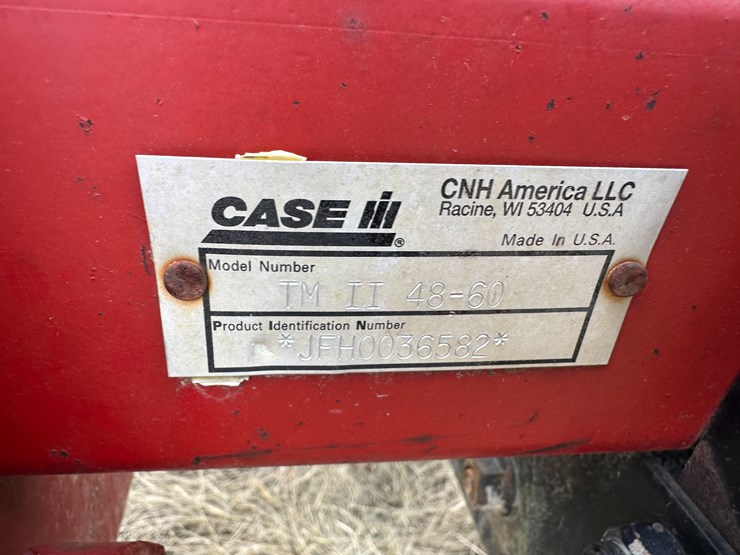 CASE IH
®
CNH America LLC
Racine, WI 53404 U.S.A
Made In U.S.A.
Model Number
TM II 48-60
Product Identification Number
*JFH0036582*